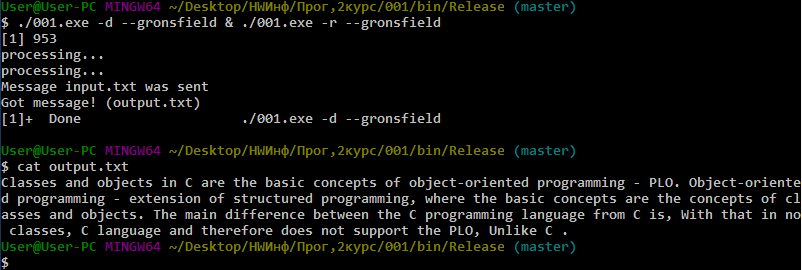 User@User-PC MINGW64 ~/Desktop/HWИнф/Прог,2курс/001/bin/Release (master)
$ ./001.exe -d --gronsfield & ./001.exe -r --gronsfield
[1] 953
processing...
processing...
Message input.txt was sent
Got message! (output.txt)
[1]+  Done                    ./001.exe -d --gronsfield
User@User-PC MINGW64 ~/Desktop/HWИнф/Прог,2курс/001/bin/Release (master)
$ cat output.txt
Classes and objects in C are the basic concepts of object-oriented programming - PLO. Object-oriente
d programming - extension of structured programming, where the basic concepts are the concepts of cl
asses and objects. The main difference between the C programming language from C is, With that in no
 classes, C language and therefore does not support the PLO, Unlike C .
User@User-PC MINGW64 ~/Desktop/HWИнф/Прог,2курс/001/bin/Release (master)
$